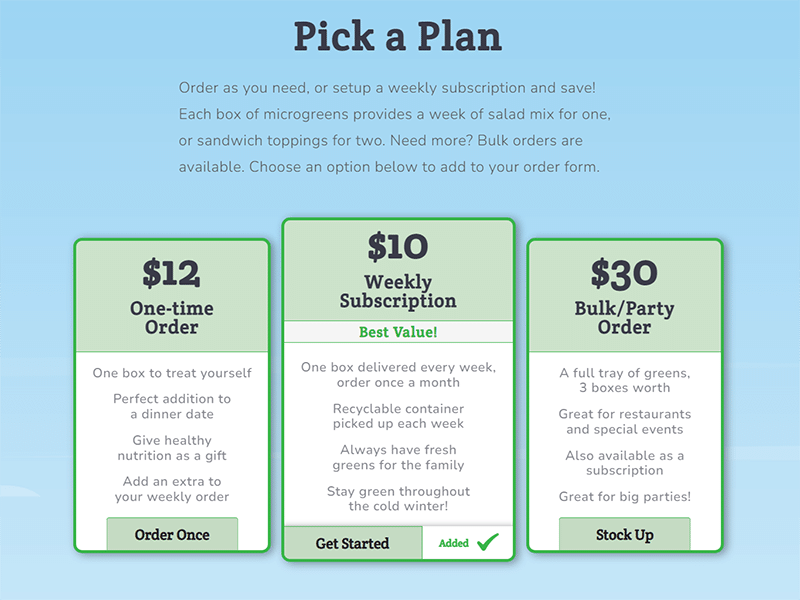 Pick a Plan
Order as you need, or setup a weekly subscription and save!
Each box of microgreens provides a week of salad mix for one,
or sandwich toppings for two. Need more? Bulk orders are
available. Choose an option below to add to your order form.
$12
One-time
Order
One box to treat yourself
Perfect addition to
a dinner date
Give healthy
nutrition as a gift
Add an extra to
your weekly order
Order Once
$10
Weekly
Subscription
Best Value!
One box delivered every week,
order once a month
Recyclable container
picked up each week
Always have fresh
greens for the family
Stay green throughout
the cold winter!
Get Started
Added
$30
Bulk/Party
Order
A full tray of greens,
3 boxes worth
Great for restaurants
and special events
Also available as a
subscription
Great for big parties!
Stock Up